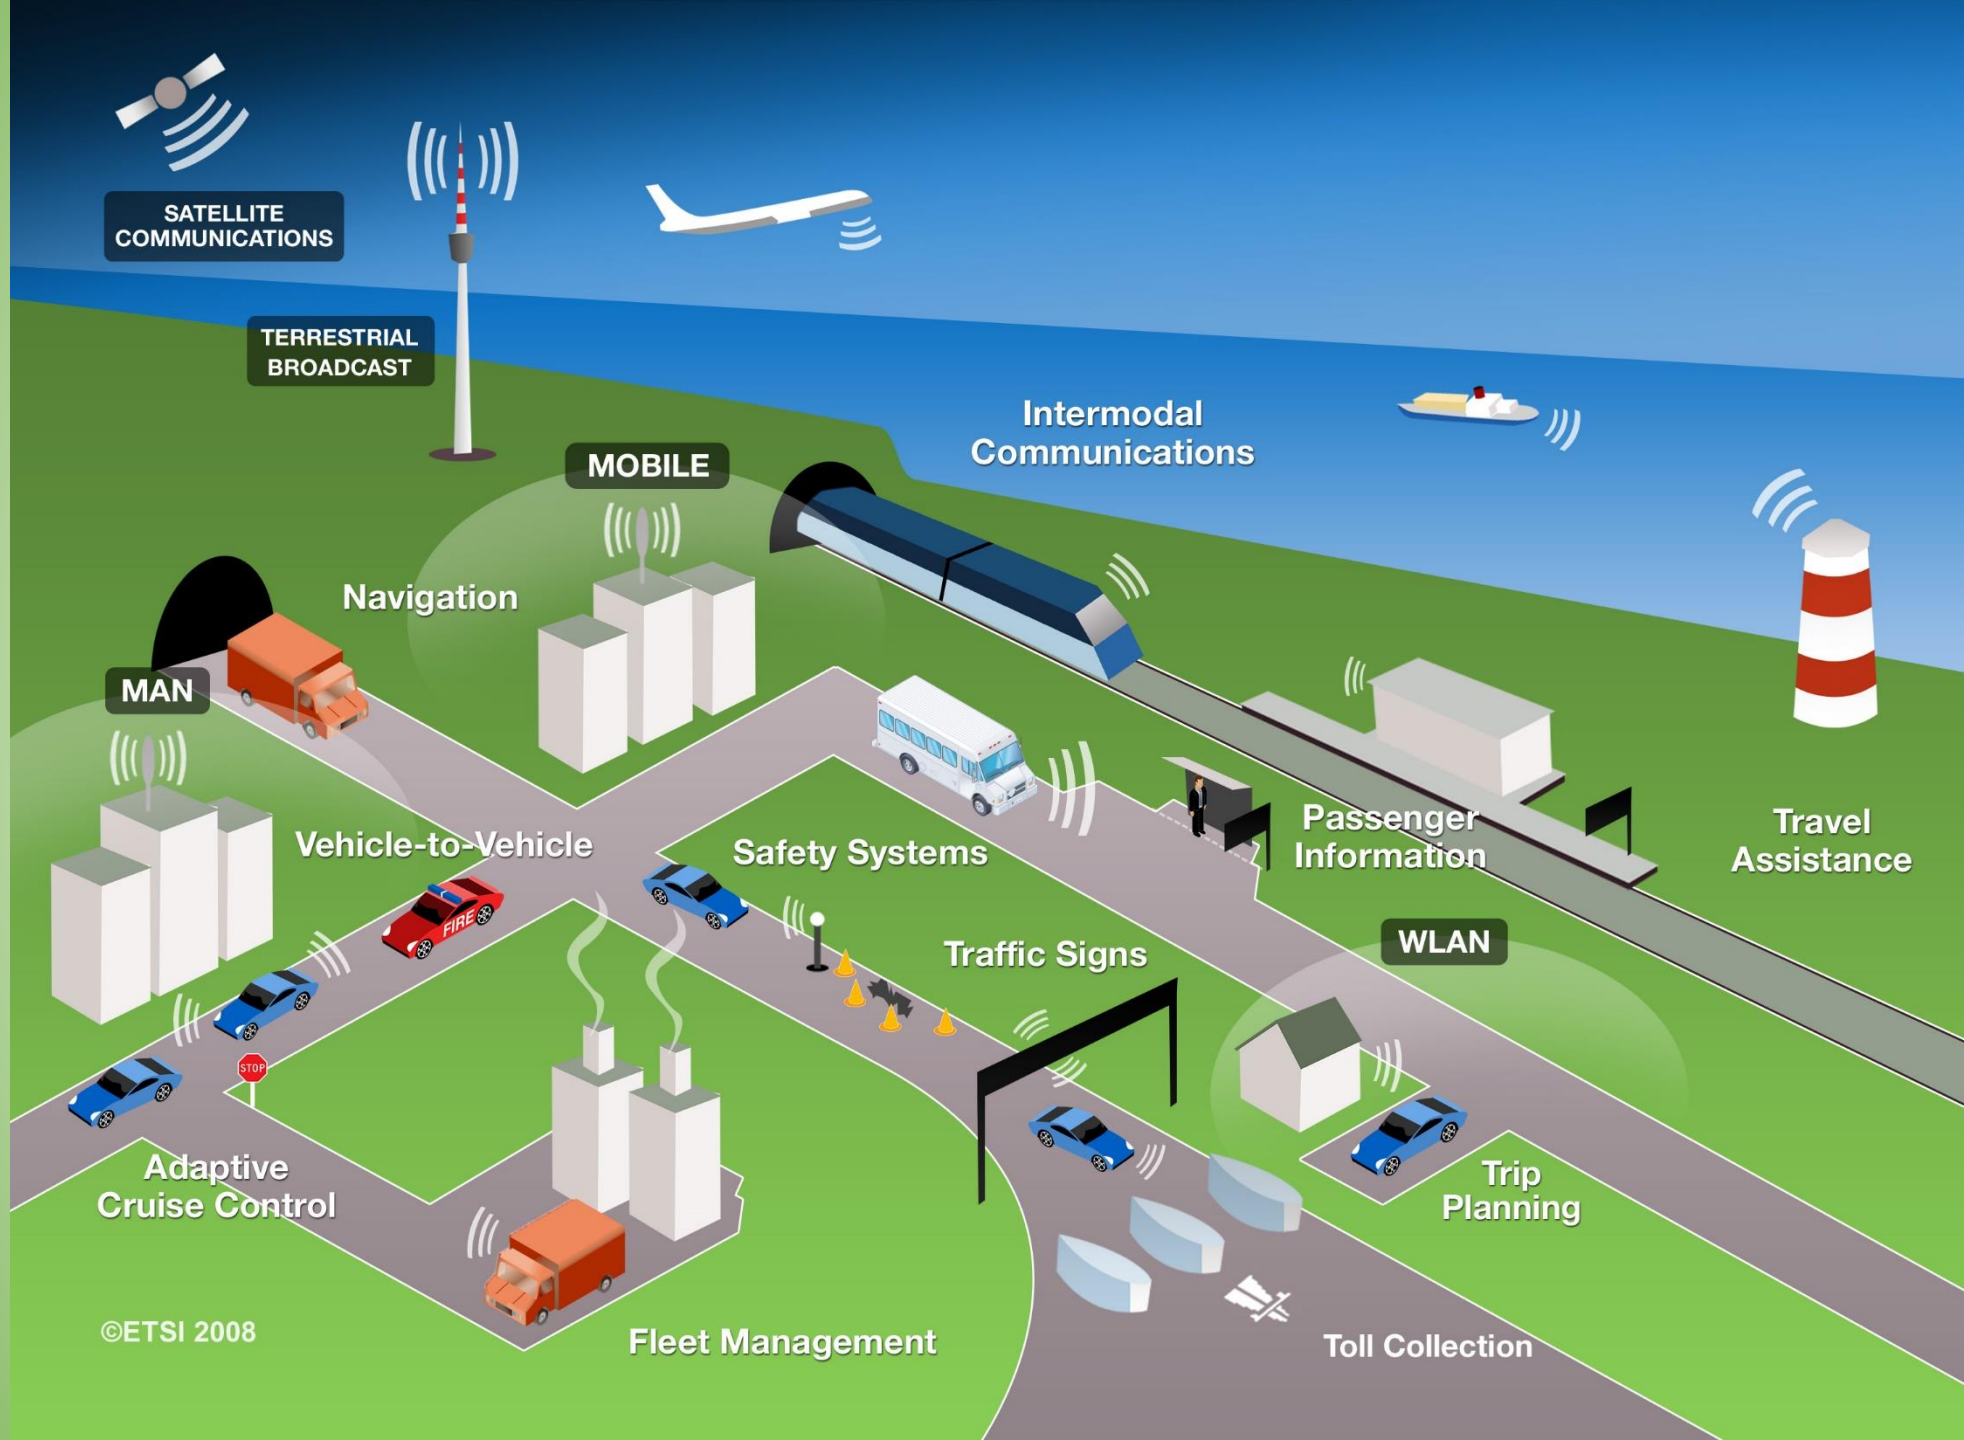 SATELLITE
COMMUNICATIONS
TERRESTRIAL
BROADCAST
Intermodal
Communications
MOBILE
Navigation
MAN
Vehicle-to-Vehicle
Safety Systems
Passenger
Information
Travel
Assistance
FIRE
Traffic Signs
WLAN
STOP
Adaptive
Cruise Control
Trip
Planning
©ETSI 2008
Fleet Management
Toll Collection